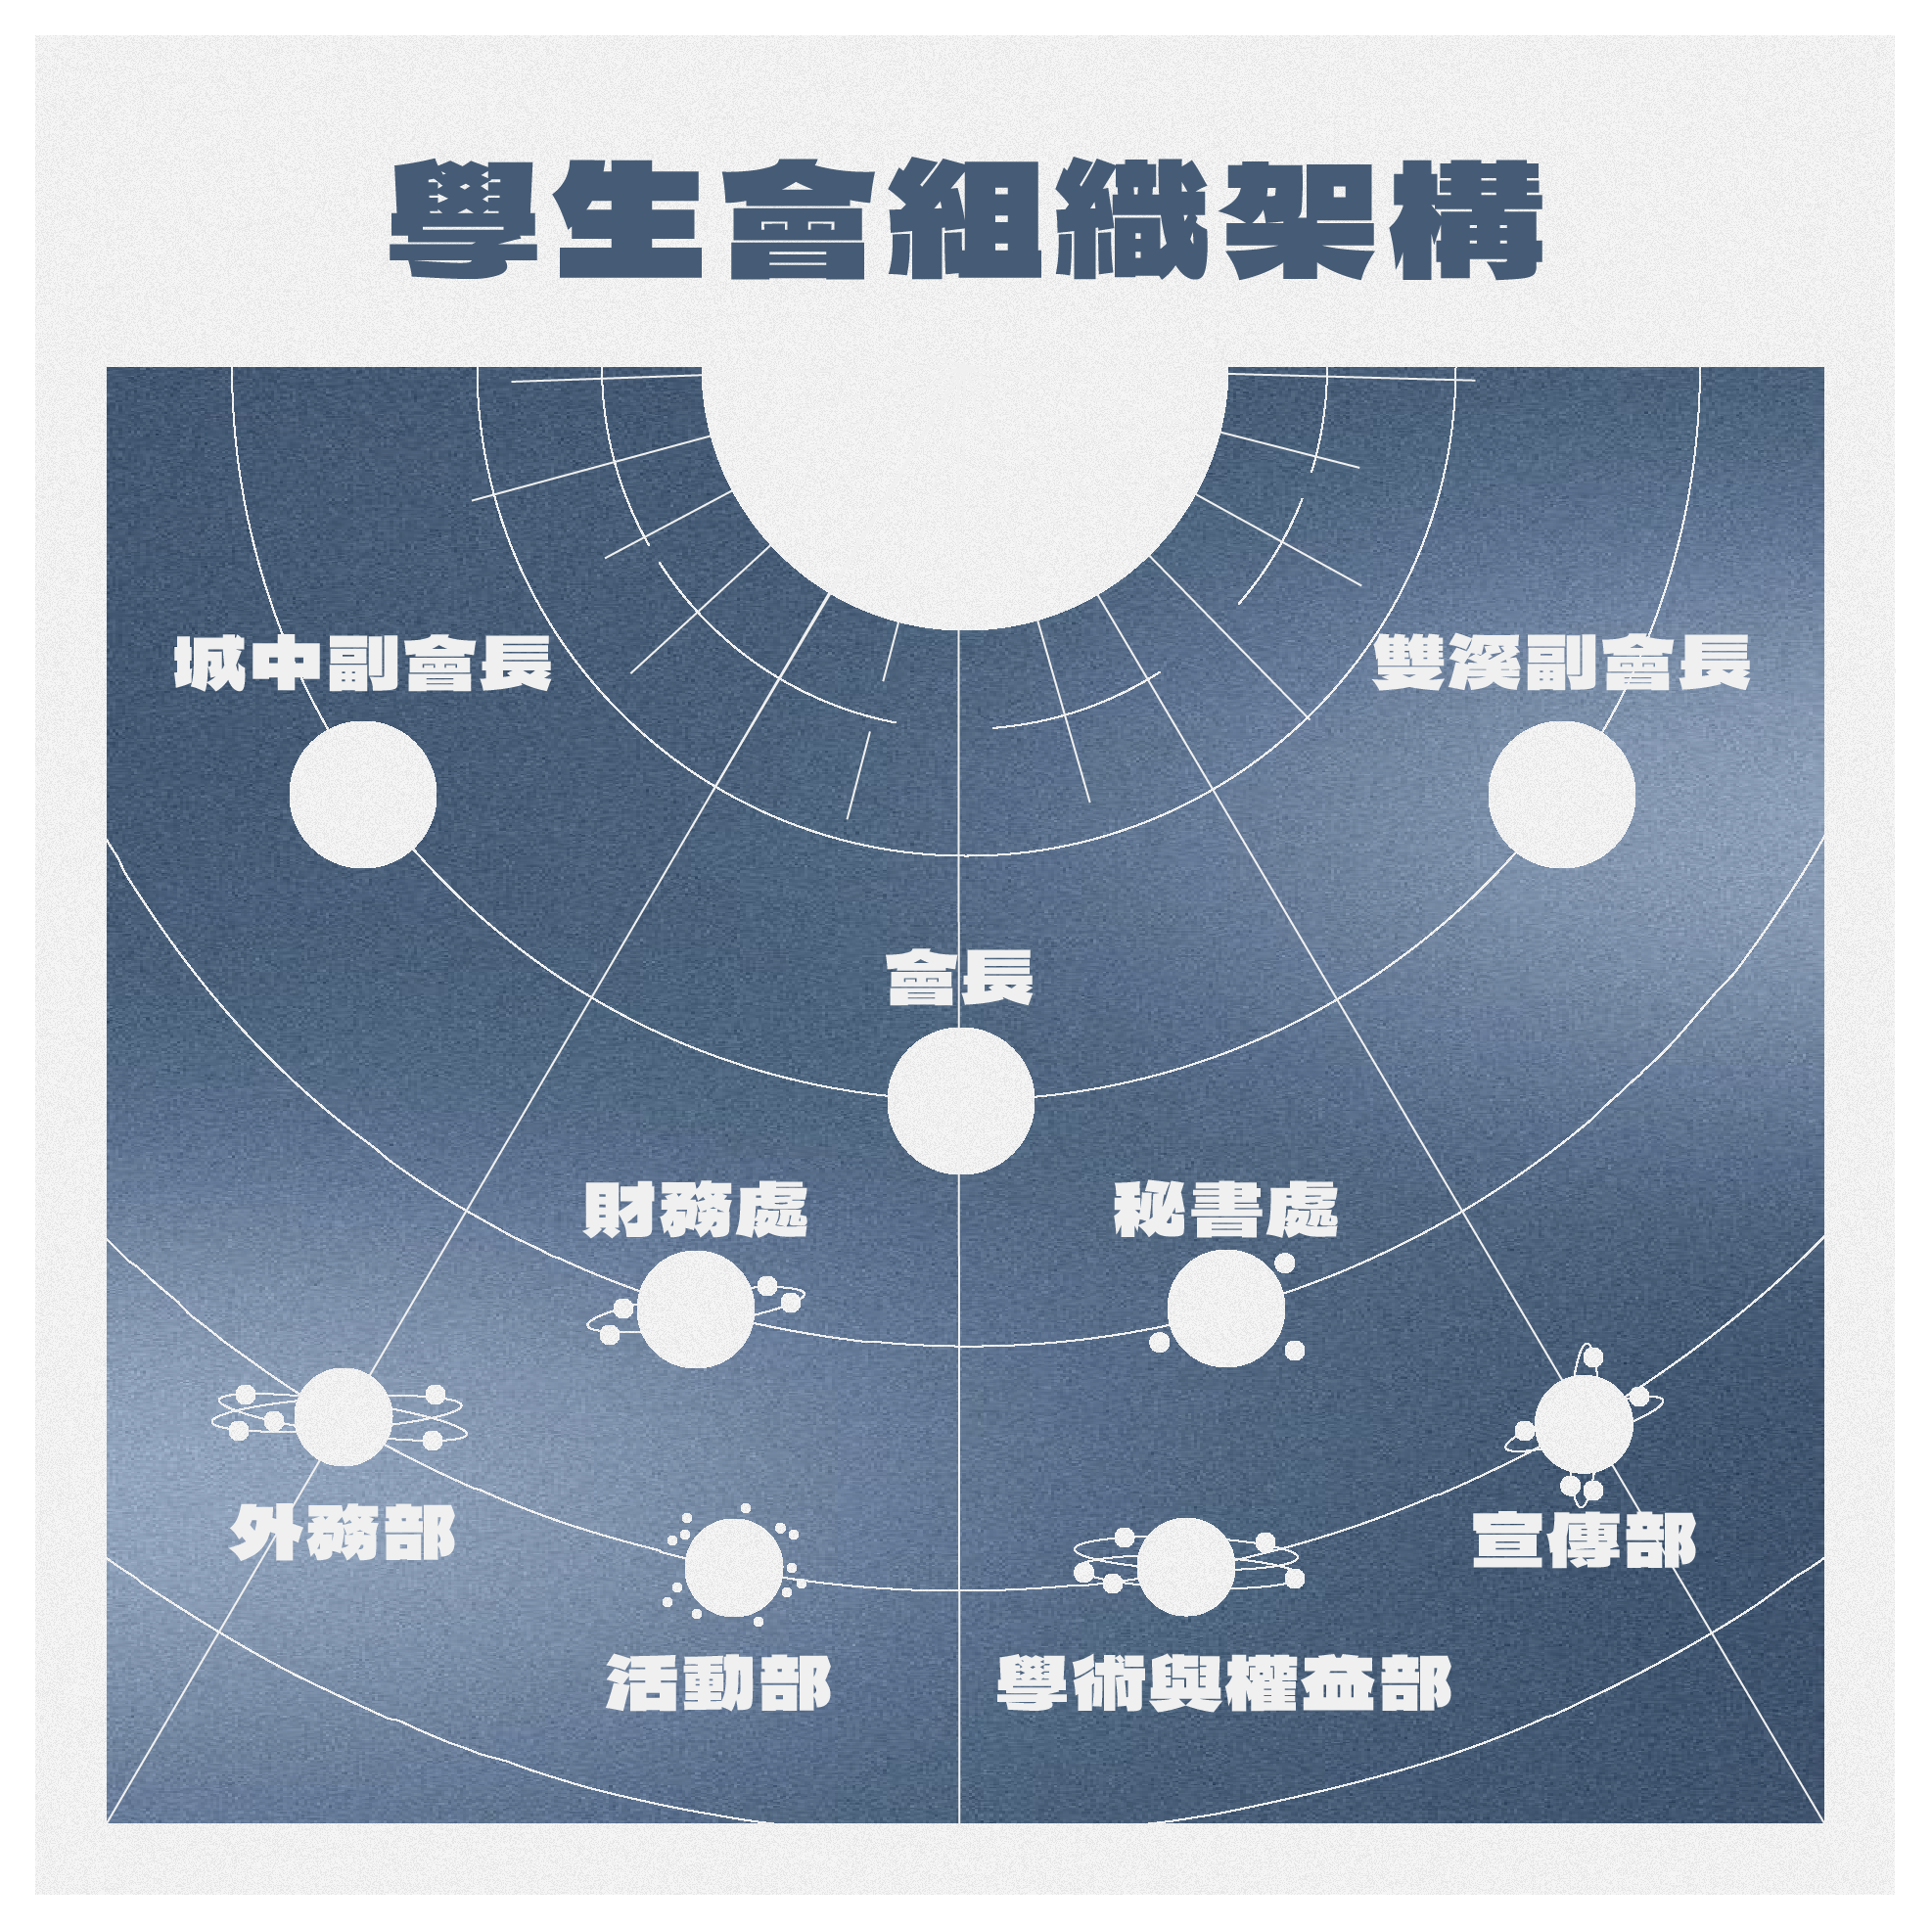 學生會組織架構
城中副會長
雙溪副會長
會長
財務處
秘書處
外務部
宣傳部
活動部
學術與權益部